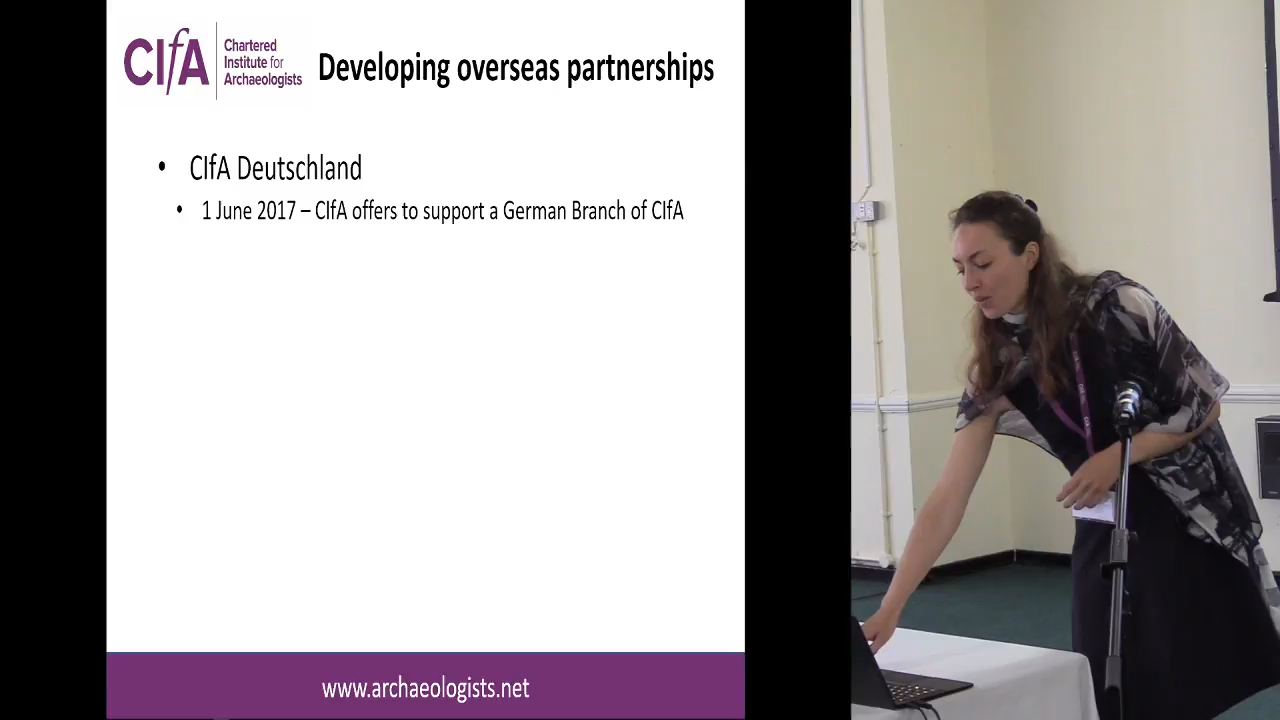 CIfA
Chartered
Institute for
Archaeologists
Developing overseas partnerships
• CIfA Deutschland
• 1 June 2017 – CIfA offers to support a German Branch of CIfA
www.archaeologists.net